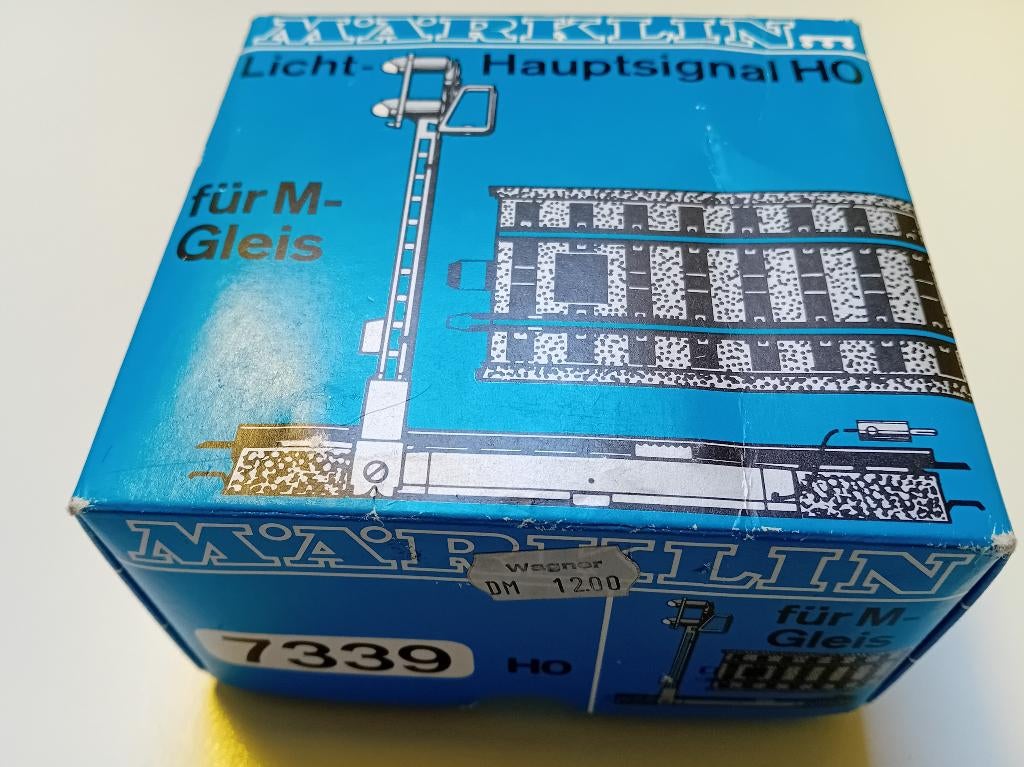 MÄRKLIN
Licht- Hauptsignal H0
für M-
Gleis
MÄRKLIN
Wagner
DM 12.00
7339 H0
für M-
Gleis